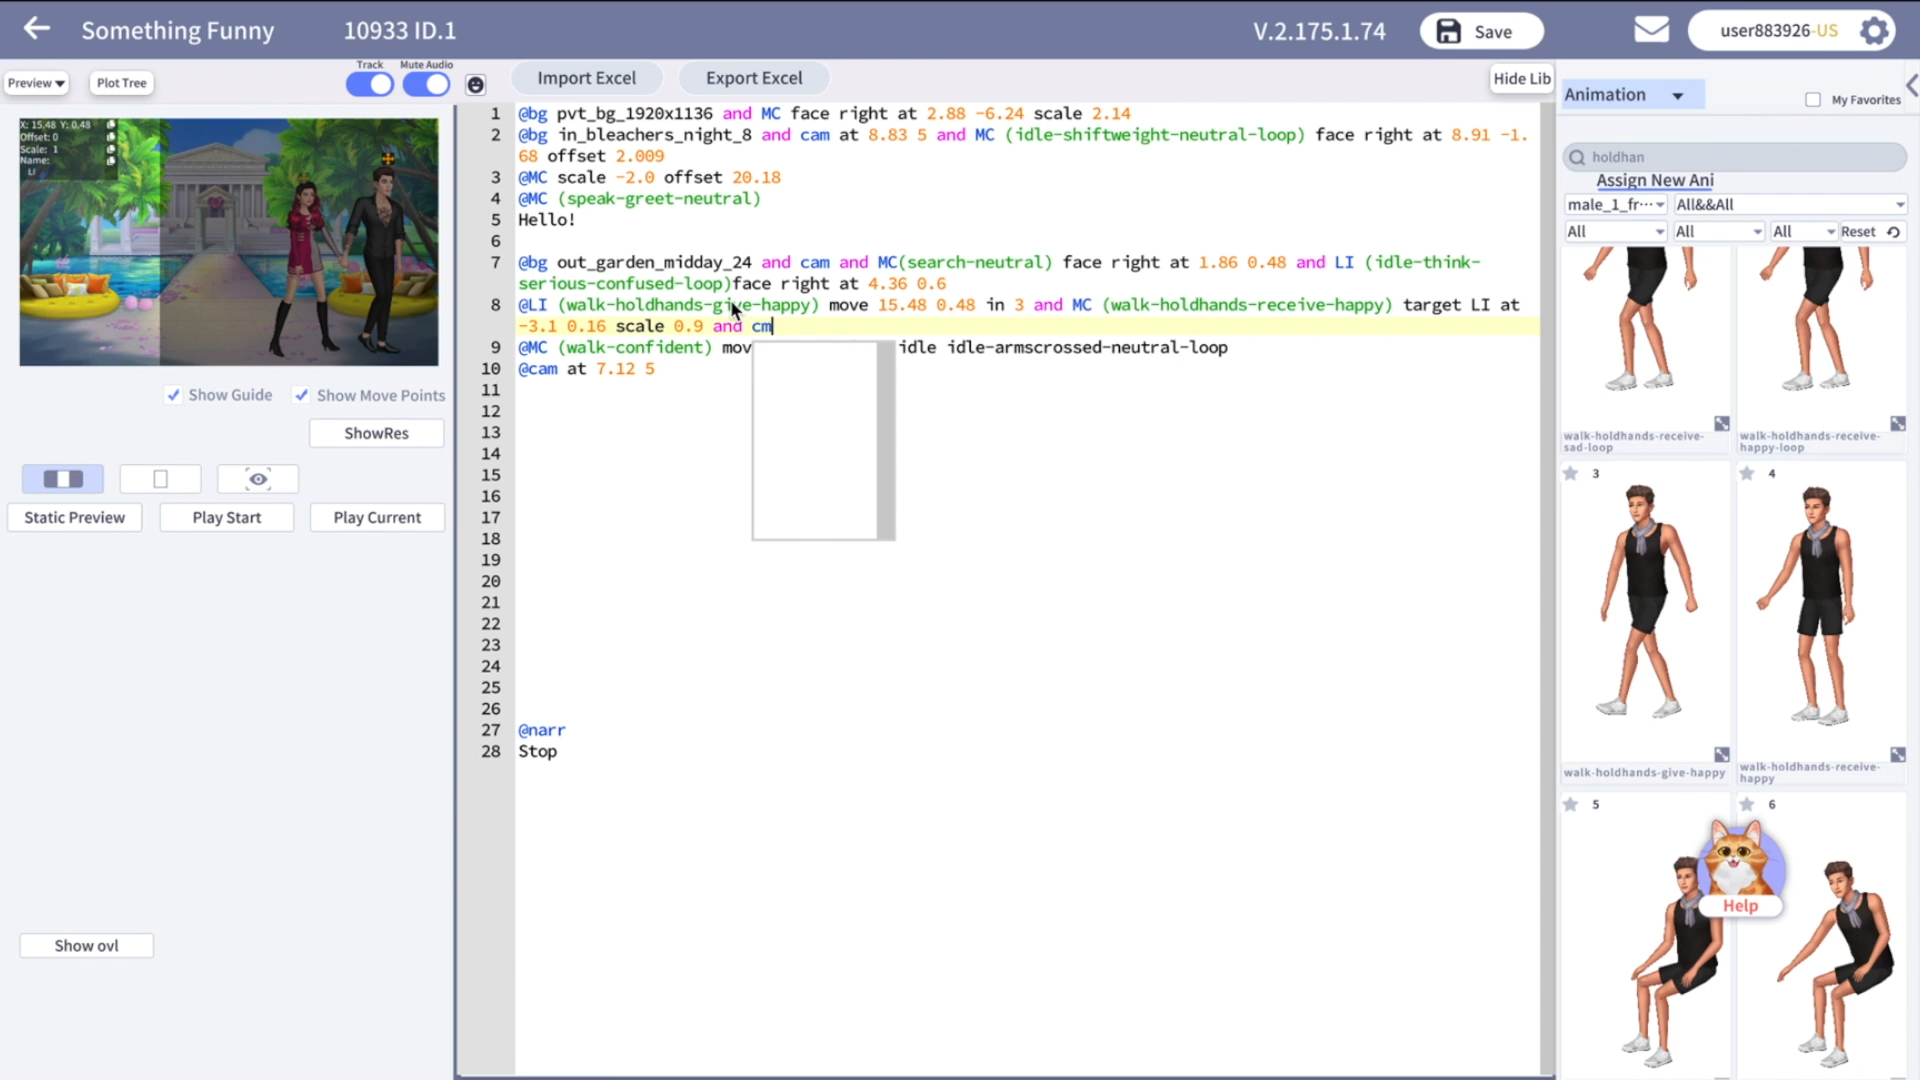 Something Funny
10933 ID.1
V.2.175.1.74
Save
user883926-US
Preview
Plot Tree
Track
Mute Audio
Import Excel
Export Excel
Hide Lib
X: 15.48 Y: 0.48
Offset: 0
Scale: 1
Name:
LI
Show Guide
Show Move Points
ShowRes
Static Preview
Play Start
Play Current
Show ovl
1 @bg pvt_bg_1920x1136 and MC face right at 2.88 -6.24 scale 2.14
2 @bg in_bleachers_night_8 and cam at 8.83 5 and MC (idle-shiftweight-neutral-loop) face right at 8.91 -1.
68 offset 2.009
3 @MC scale -2.0 offset 20.18
4 @MC (speak-greet-neutral)
5 Hello!
6
7 @bg out_garden_midday_24 and cam and MC(search-neutral) face right at 1.86 0.48 and LI (idle-think-
serious-confused-loop)face right at 4.36 0.6
8 @LI (walk-holdhands-give-happy) move 15.48 0.48 in 3 and MC (walk-holdhands-receive-happy) target LI at
-3.1 0.16 scale 0.9 and cm
9 @MC (walk-confident) mov idle idle-armscrossed-neutral-loop
10 @cam at 7.12 5
11
12
13
14
15
16
17
18
19
20
21
22
23
24
25
26
27 @narr
28 Stop
Animation
My Favorites
holdhan
Assign New Ani
male_1_fr···
All&&All
All
All
All
Reset
walk-holdhands-receive-
sad-loop
walk-holdhands-receive-
happy-loop
3
4
walk-holdhands-give-happy
walk-holdhands-receive-
happy
5
6
Help